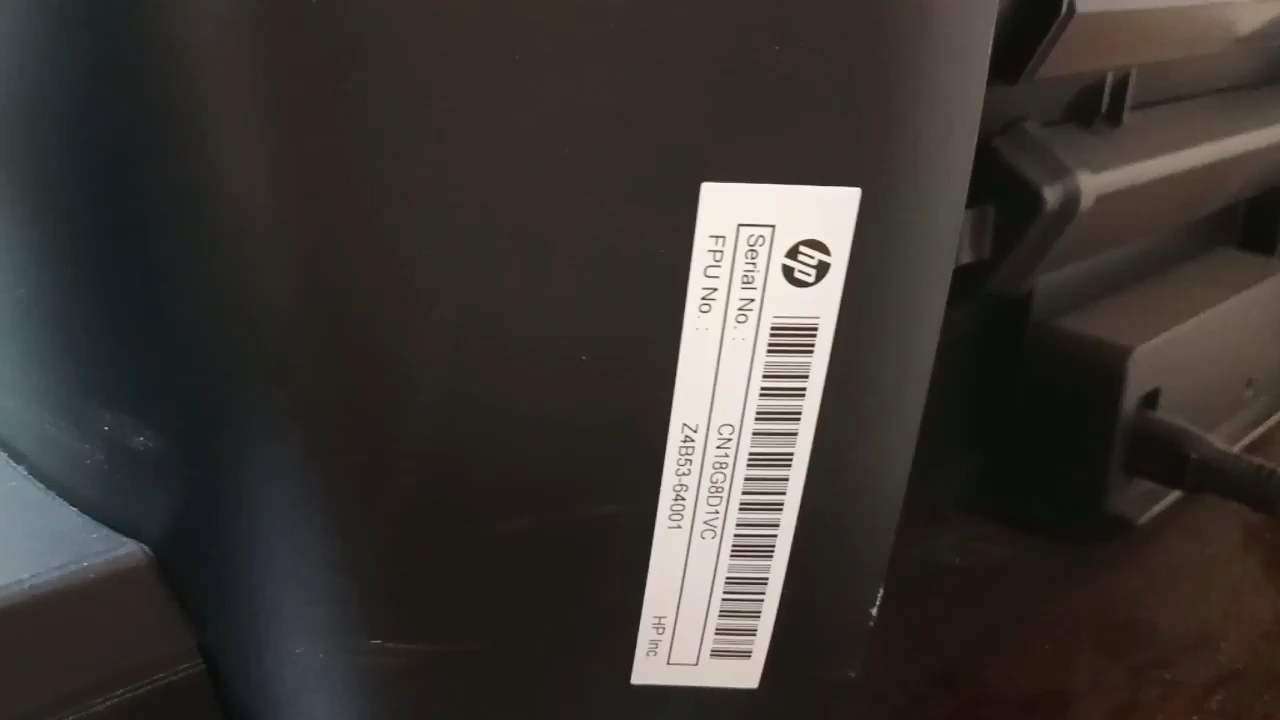 hp
Serial No. : CN18G8D1VC
FPU No. : Z4B53-64001
HP Inc.